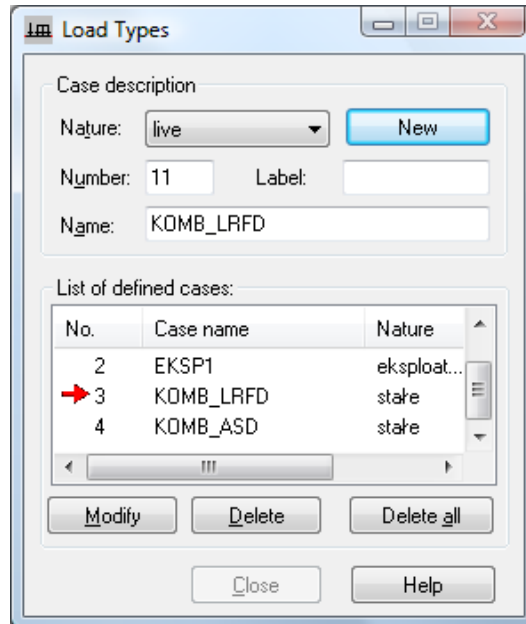 Load Types
Case description
Nature: live New
Number: 11 Label:
Name: KOMB_LRFD
List of defined cases:
No. Case name Nature
2 EKSP1 eksploat...
3 KOMB_LRFD stałe
4 KOMB_ASD stałe
Modify Delete Delete all
Close Help